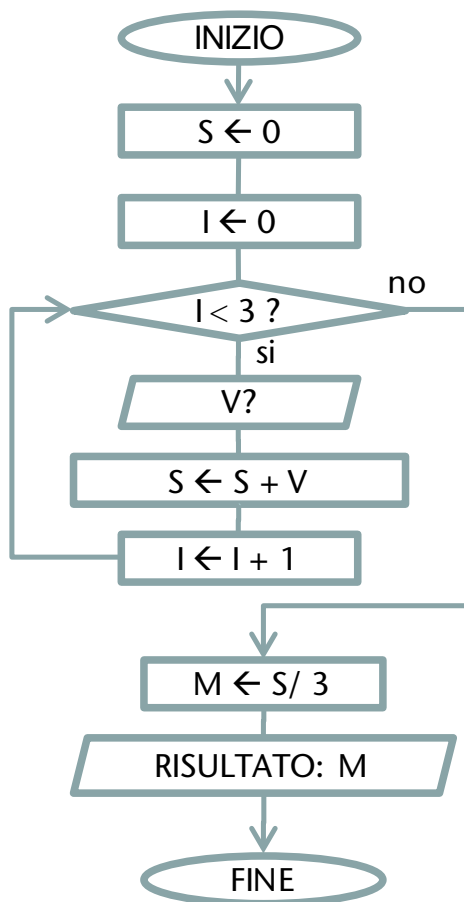 INIZIO
S ← 0
I ← 0
no
I < 3 ?
si
V?
S ← S + V
I ← I + 1
M ← S/ 3
RISULTATO: M
FINE